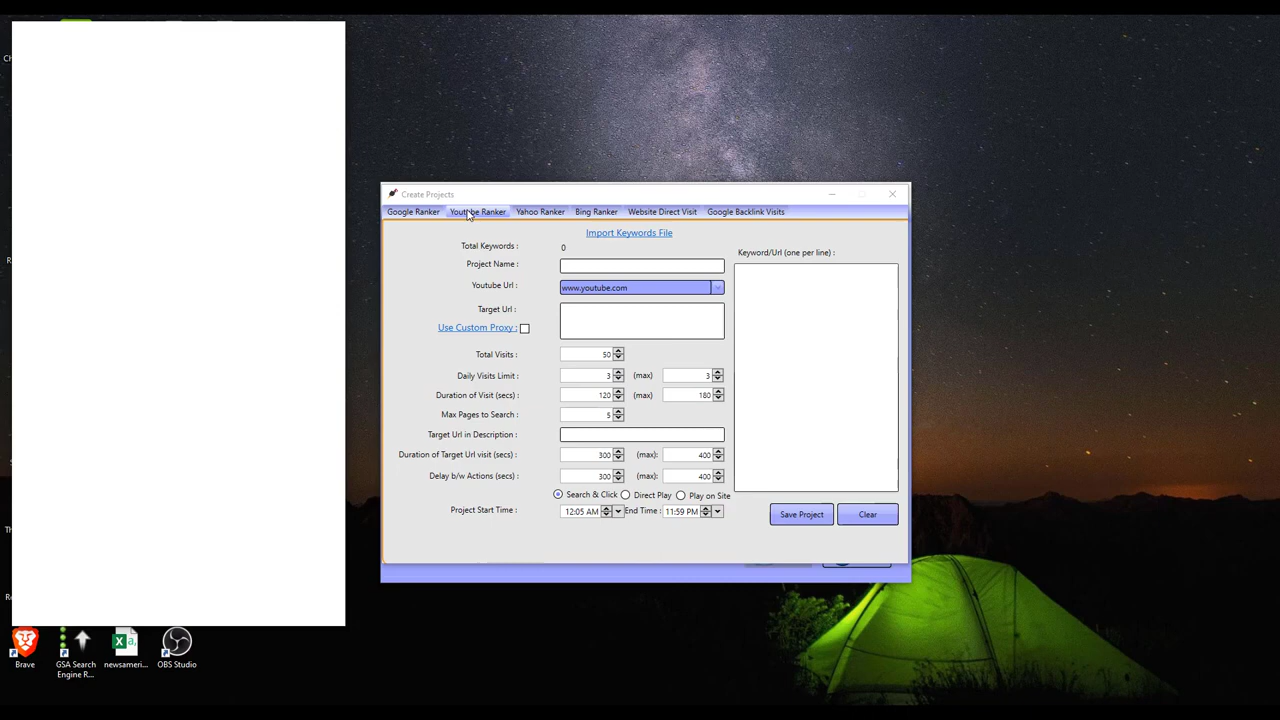 Create Projects
Google Ranker Youtube Ranker Yahoo Ranker Bing Ranker Website Direct Visit Google Backlink Visits
Import Keywords File
Total Keywords : 0
Keyword/Url (one per line) :
Project Name :
Youtube Url : www.youtube.com
Target Url :
Use Custom Proxy :
Total Visits : 50
Daily Visits Limit : 3 (max) 3
Duration of Visit (secs) : 120 (max) 180
Max Pages to Search : 5
Target Url in Description :
Duration of Target Url visit (secs) : 300 (max): 400
Delay b/w Actions (secs) : 300 (max): 400
Search & Click Direct Play Play on Site
Project Start Time : 12:05 AM End Time : 11:59 PM
Save Project Clear
Brave
GSA Search
Engine R...
newsameri...
OBS Studio